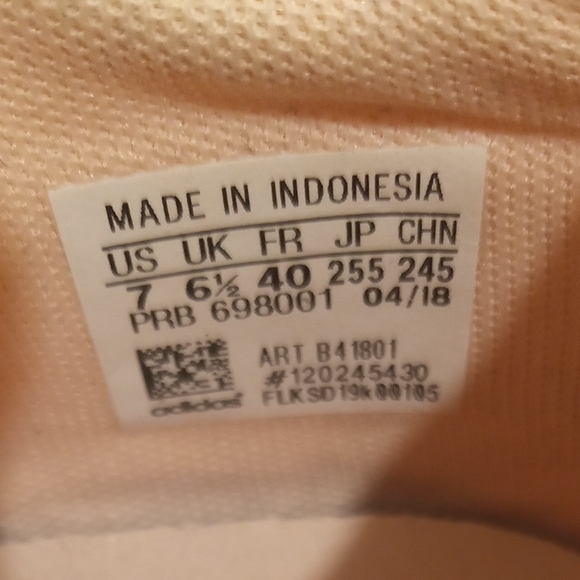 MADE IN INDONESIA
US UK FR JP CHN
7 6½ 40 255 245
PRB 698001 04/18
ART B41801
#120245430
FLKSD19k00105
adidas